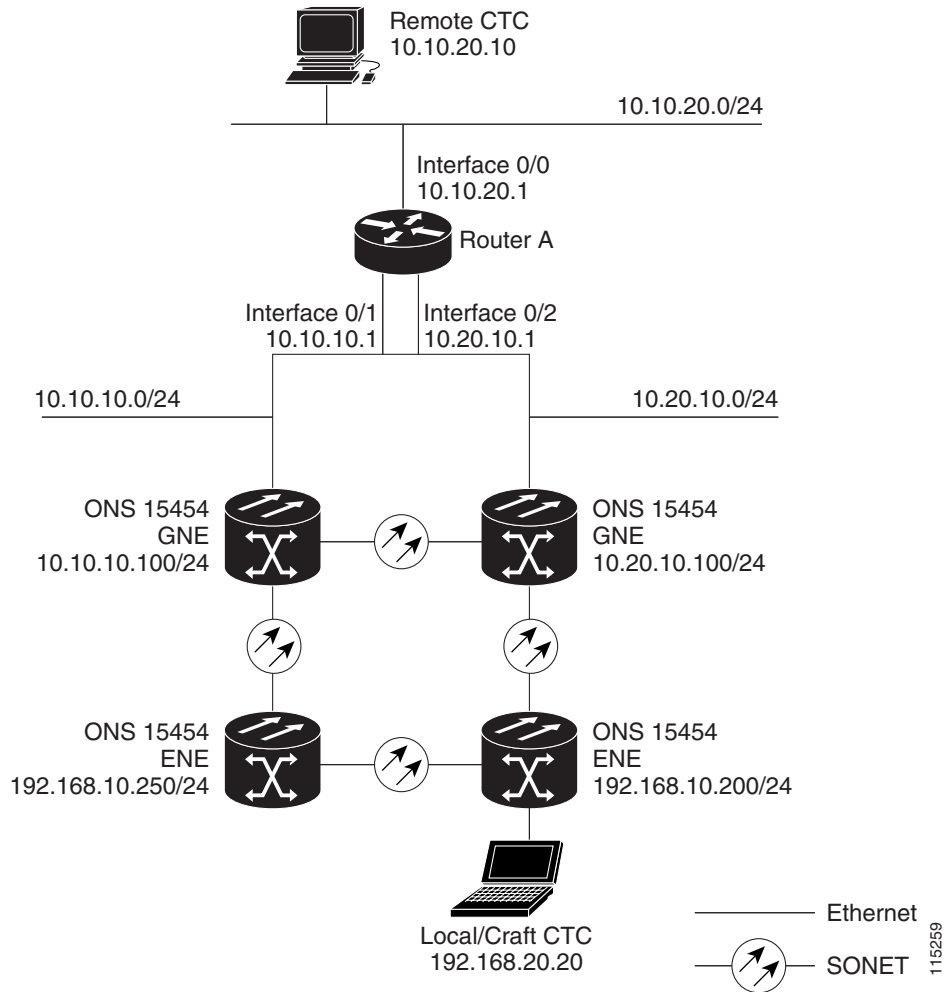 Remote CTC
10.10.20.10
10.10.20.0/24
Interface 0/0
10.10.20.1
Router A
Interface 0/1
10.10.10.1
Interface 0/2
10.20.10.1
10.10.10.0/24
10.20.10.0/24
ONS 15454
GNE
10.10.10.100/24
ONS 15454
GNE
10.20.10.100/24
ONS 15454
ENE
192.168.10.250/24
ONS 15454
ENE
192.168.10.200/24
Local/Craft CTC
192.168.20.20
Ethernet
SONET
115259